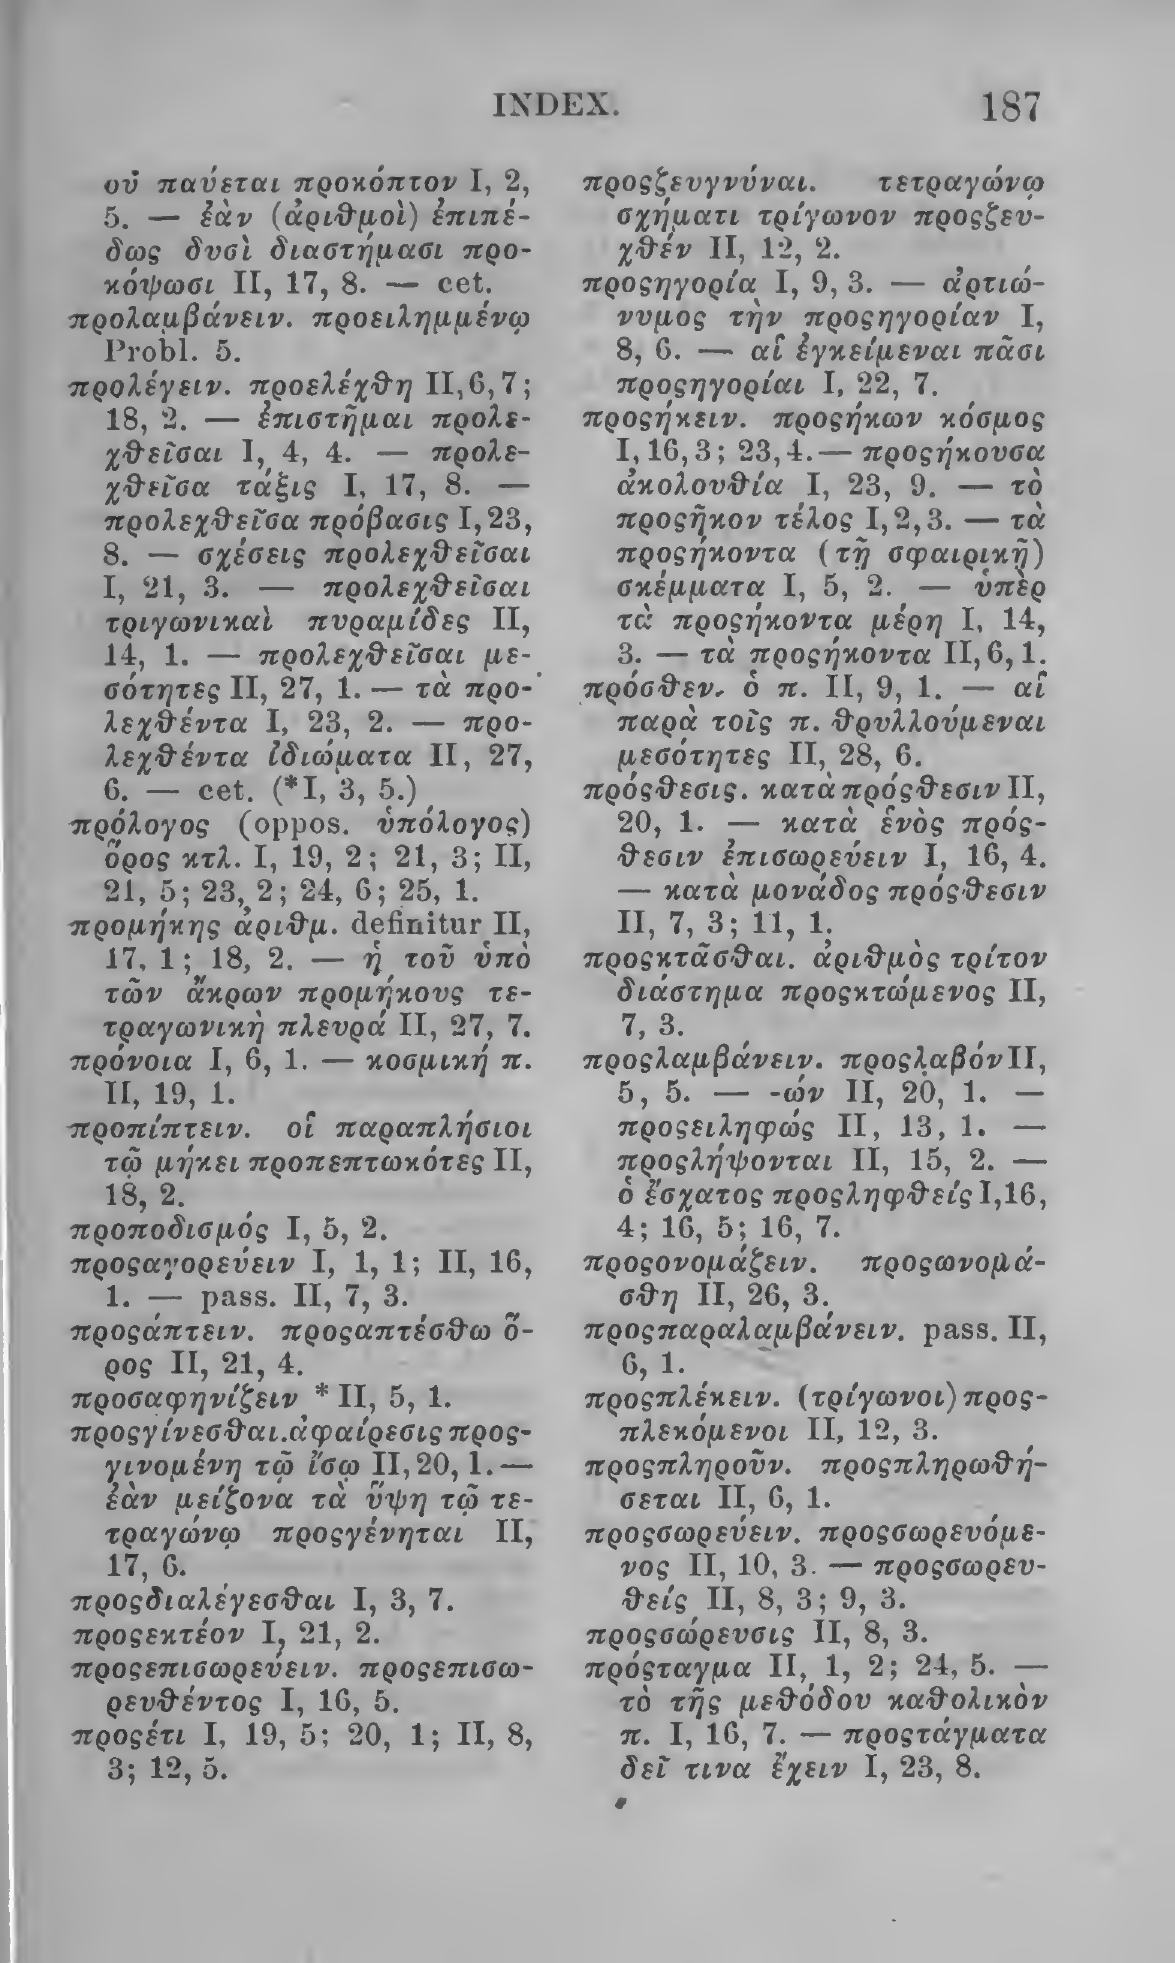 INDEX. 187
οὐ παύεται προκόπτον I, 2,
5. — ἐὰν (ἀριθμοὶ) ἐπιπέ-
δως δυσὶ διαστήμασι προ-
κόψωσι II, 17, 8. — cet.
προλαμβάνειν. προειλημμένῳ
Probl. 5.
προλέγειν. προελέχθη II, 6, 7;
18, 2. — ἐπιστῆμαι προλε-
χθεῖσαι I, 4, 4. — προλε-
χθεῖσα τάξις I, 17, 8. —
προλεχθεῖσα πρόβασις I, 23,
8. — σχέσεις προλεχθεῖσαι
I, 21, 3. — προλεχθεῖσαι
τριγωνικαὶ πυραμίδες II,
14, 1. — προλεχθεῖσαι με-
σότητες II, 27, 1. — τὰ προ-
λεχθέντα I, 23, 2. — προ-
λεχθέντα ἰδιώματα II, 27,
6. — cet. (*I, 3, 5.)
πρόλογος (oppos. ὑπόλογος)
ὅρος κτλ. I, 19, 2; 21, 3; II,
21, 5; 23, 2; 24, 6; 25, 1.
προμήκης ἀριθμ. definitur II,
17, 1; 18, 2. — ἡ τοῦ ὑπὸ
τῶν ἄκρων προμήκους τε-
τραγωνικὴ πλευρά II, 27, 7.
πρόνοια I, 6, 1. — κοσμική π.
II, 19, 1.
προπίπτειν. οἱ παραπλήσιοι
τῷ μήκει προπεπτωκότες II,
18, 2.
προποδισμός I, 5, 2.
προςαγορεύειν I, 1, 1; II, 16,
1. — pass. II, 7, 3.
προςάπτειν. προςαπτέσθω ὅ-
ρος II, 21, 4.
προσαφηνίζειν * II, 5, 1.
προςγίνεσθαι. ἀφαίρεσις προς-
γινομένη τῷ ἴσῳ II, 20, 1. —
ἐὰν μείζονα τὰ ὕψη τῷ τε-
τραγώνῳ προςγένηται II,
17, 6.
προςδιαλέγεσθαι I, 3, 7.
προςεκτέον I, 21, 2.
προςεπισωρεύειν. προςεπισω-
ρευθέντος I, 16, 5.
προςέτι I, 19, 5; 20, 1; II, 8,
3; 12, 5.
προςζευγνύναι. τετραγώνῳ
σχήματι τρίγωνον προςζευ-
χθέν II, 12, 2.
προςηγορία I, 9, 3. — ἀρτιώ-
νυμος τὴν προςηγορίαν I,
8, 6. — αἱ ἐγκείμεναι πᾶσι
προςηγορίαι I, 22, 7.
προςήκειν. προςήκων κόσμος
I, 16, 3; 23, 4. — προςήκουσα
ἀκολουθία I, 23, 9. — τὸ
προςῆκον τέλος I, 2, 3. — τὰ
προςήκοντα (τῇ σφαιρικῇ)
σκέμματα I, 5, 2. — ὑπὲρ
τὰ προςήκοντα μέρη I, 14,
3. — τὰ προςήκοντα II, 6, 1.
πρόσθεν. ὁ π. II, 9, 1. — αἱ
παρὰ τοῖς π. θρυλλούμεναι
μεσότητες II, 28, 6.
πρόςθεσις. κατὰ πρόςθεσιν II,
20, 1. — κατὰ ἑνὸς πρός-
θεσιν ἐπισωρεύειν I, 16, 4.
— κατὰ μονάδος πρόςθεσιν
II, 7, 3; 11, 1.
προςκτᾶσθαι. ἀριθμὸς τρίτον
διάστημα προςκτώμενος II,
7, 3.
προςλαμβάνειν. προςλαβόν II,
5, 5. — -ών II, 20, 1. —
προςειληφώς II, 13, 1. —
προςλήψονται II, 15, 2. —
ὁ ἔσχατος προςληφθείς I, 16,
4; 16, 5; 16, 7.
προςονομάζειν. προςωνομά-
σθη II, 26, 3.
προςπαραλαμβάνειν. pass. II,
6, 1.
προςπλέκειν. (τρίγωνοι) προς-
πλεκόμενοι II, 12, 3.
προςπληροῦν. προςπληρωθή-
σεται II, 6, 1.
προςσωρεύειν. προςσωρευόμε-
νος II, 10, 3. — προςσωρευ-
θείς II, 8, 3; 9, 3.
προςσώρευσις II, 8, 3.
πρόςταγμα II, 1, 2; 24, 5. —
τὸ τῆς μεθόδου καθολικὸν
π. I, 16, 7. — προςτάγματα
δεῖ τινα ἔχειν I, 23, 8.